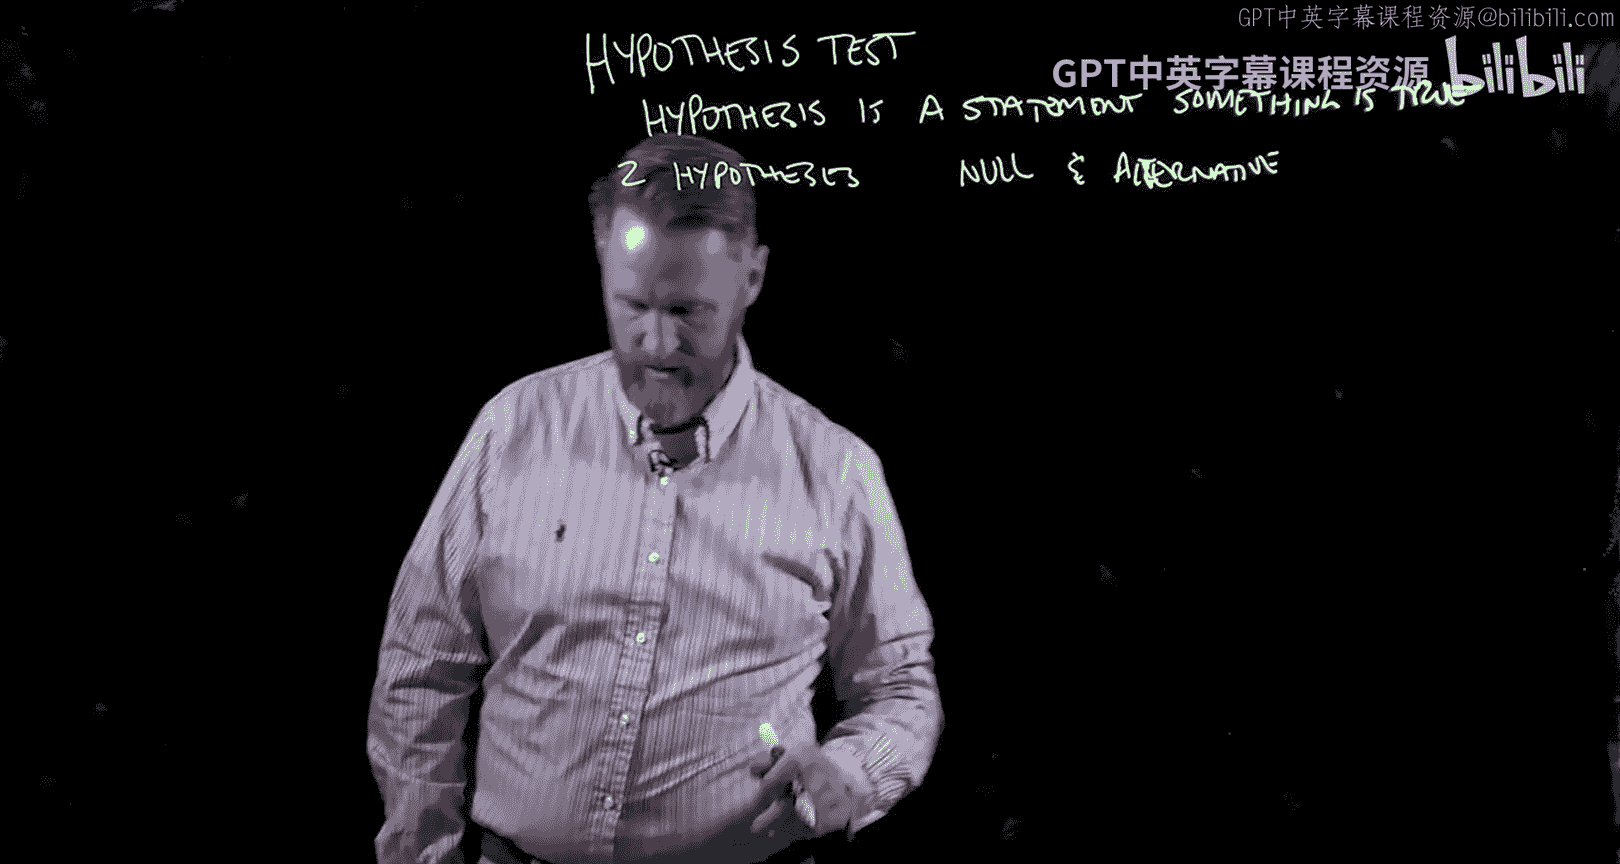 GPT中英字幕课程资源@bilibili.com
HYPOTHESIS TEST
GPT中英字幕课程资源 bilibili
HYPOTHESIS IS A STATEMENT SOMETHING IS TRUE
2 HYPOTHESES NULL & ALTERNATIVE